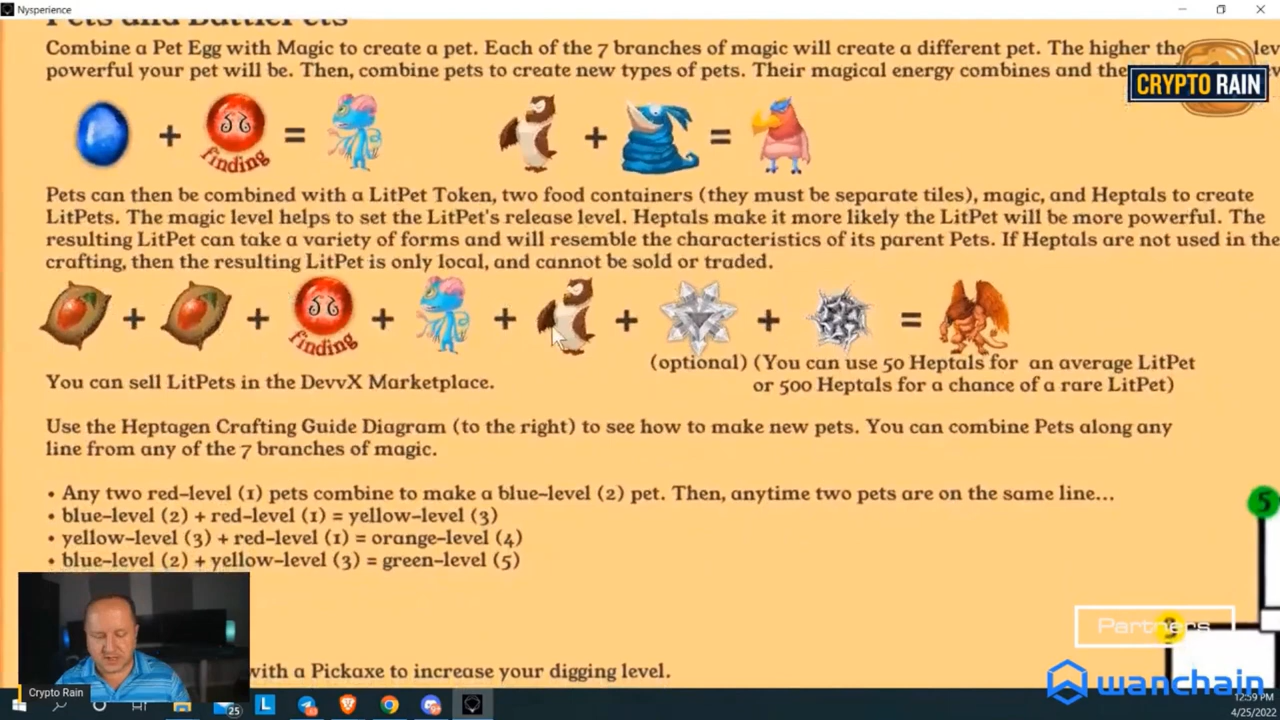 Nysperience
Pets and BattlePets
Combine a Pet Egg with Magic to create a pet. Each of the 7 branches of magic will create a different pet. The higher the
powerful your pet will be. Then, combine pets to create new types of pets. Their magical energy combines and the
CRYPTO RAIN
finding
Pets can then be combined with a LitPet Token, two food containers (they must be separate tiles), magic, and Heptals to create
LitPets. The magic level helps to set the LitPet's release level. Heptals make it more likely the LitPet will be more powerful. The
resulting LitPet can take a variety of forms and will resemble the characteristics of its parent Pets. If Heptals are not used in the
crafting, then the resulting LitPet is only local, and cannot be sold or traded.
finding
(optional) (You can use 50 Heptals for an average LitPet
or 500 Heptals for a chance of a rare LitPet)
You can sell LitPets in the DevvX Marketplace.
Use the Heptagen Crafting Guide Diagram (to the right) to see how to make new pets. You can combine Pets along any
line from any of the 7 branches of magic.
• Any two red-level (1) pets combine to make a blue-level (2) pet. Then, anytime two pets are on the same line...
• blue-level (2) + red-level (1) = yellow-level (3)
• yellow-level (3) + red-level (1) = orange-level (4)
• blue-level (2) + yellow-level (3) = green-level (5)
5
3
Partners
with a Pickaxe to increase your digging level.
wanchain
Crypto Rain
25
L
12:59 PM
4/25/2022